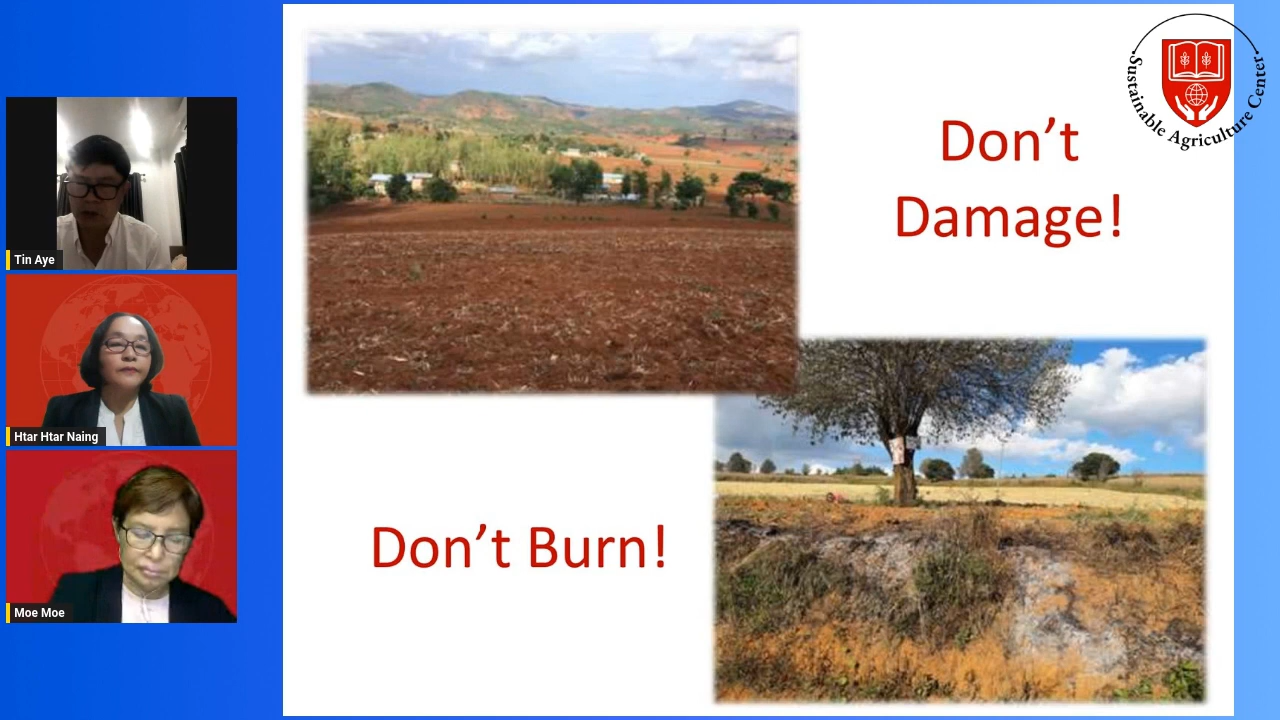 Tin Aye
Htar Htar Naing
Moe Moe
Don’t
Damage!
Don’t Burn!
Sustainable Agriculture Center